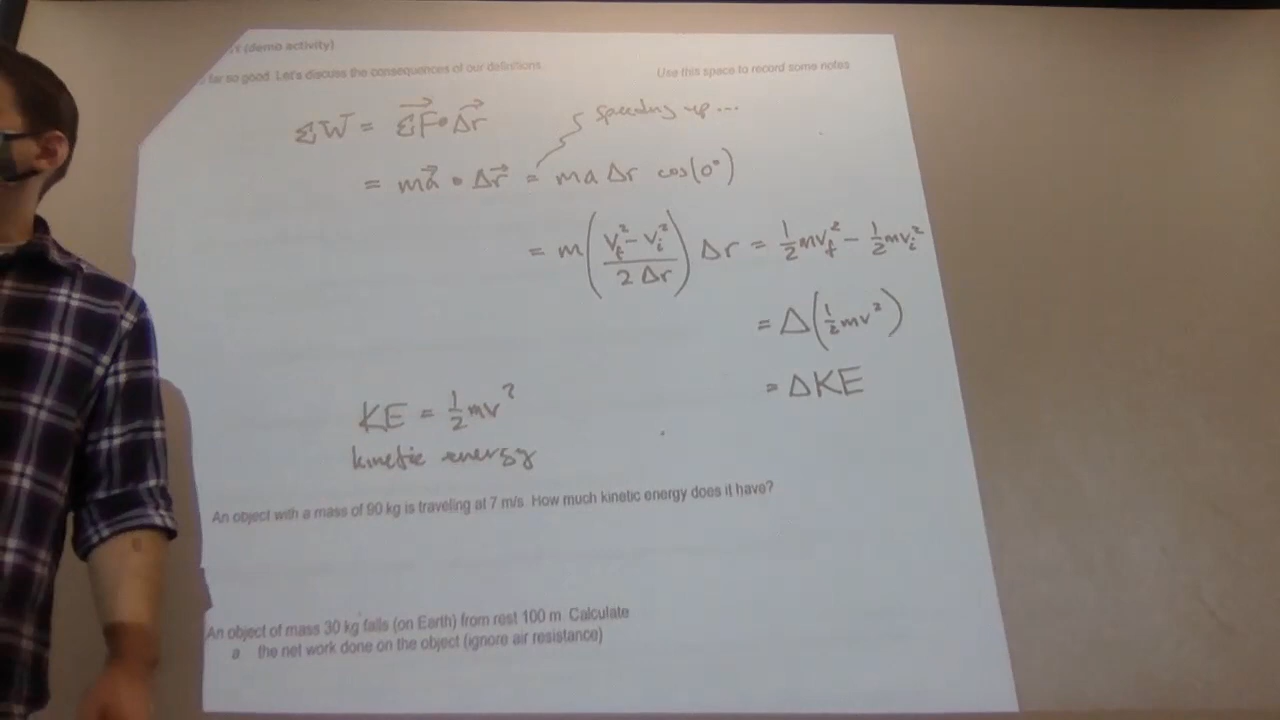 (demo activity)
far so good. Let's discuss the consequences of our definitions.
Use this space to record some notes
speeding up...
ΣW = ΣF⃗ • Δr⃗
= ma⃗ • Δr⃗ = ma Δr cos(0°)
= m((v_f² - v_i²)/(2 Δr)) Δr = ½mv_f² - ½mv_i²
= Δ(½mv²)
= ΔKE
KE = ½mv²
kinetic energy
An object with a mass of 90 kg is traveling at 7 m/s. How much kinetic energy does it have?
An object of mass 30 kg falls (on Earth) from rest 100 m. Calculate
a the net work done on the object (ignore air resistance)